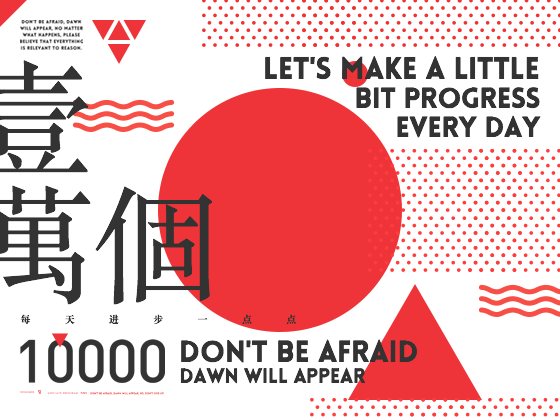 DON'T BE AFRAID, DAWN
WILL APPEAR, NO MATTER
WHAT HAPPENS, PLEASE
BELIEVE THAT EVERYTHING
IS RELEVANT TO REASON.
LET'S MAKE A LITTLE
BIT PROGRESS
EVERY DAY
壹
萬個
每天进步一点点
10000
DON'T BE AFRAID
DAWN WILL APPEAR